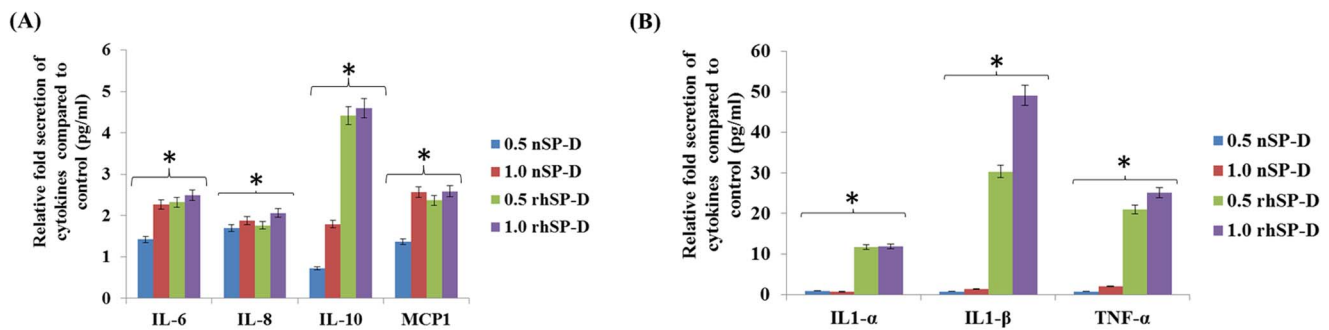 (A)
Relative fold secretion of
cytokines compared to
control (pg/ml)
6
5
4
3
2
1
0
*
*
*
*
IL-6
IL-8
IL-10
MCP1
0.5 nSP-D
1.0 nSP-D
0.5 rhSP-D
1.0 rhSP-D
(B)
Relative fold secretion of
cytokines compared to
control (pg/ml)
60
50
40
30
20
10
0
*
*
*
IL1-α
IL1-β
TNF-α
0.5 nSP-D
1.0 nSP-D
0.5 rhSP-D
1.0 rhSP-D